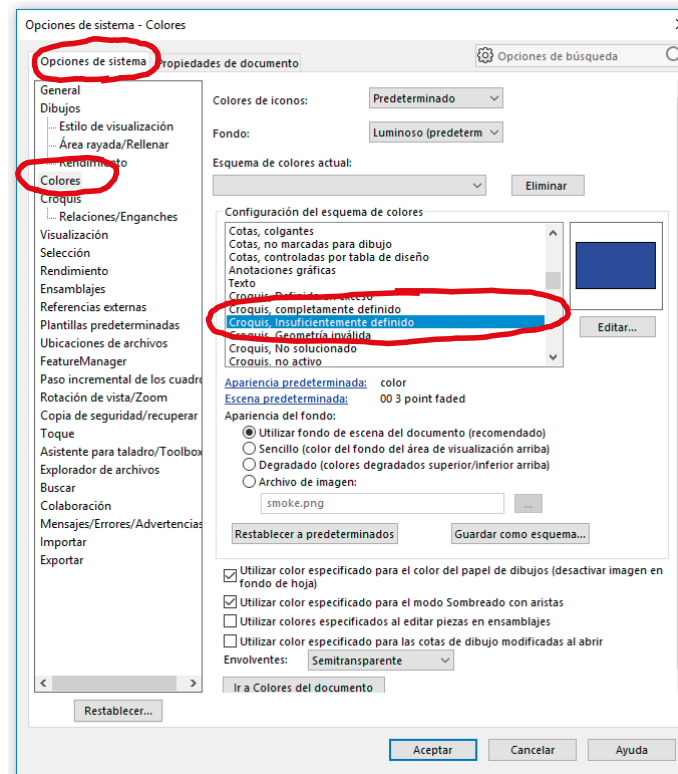 Opciones de sistema - Colores
Opciones de sistema
Propiedades de documento
Opciones de búsqueda
General
Dibujos
Estilo de visualización
Área rayada/Rellenar
Rendimiento
Colores
Croquis
Relaciones/Enganches
Visualización
Selección
Rendimiento
Ensamblajes
Referencias externas
Plantillas predeterminadas
Ubicaciones de archivos
FeatureManager
Paso incremental de los cuadro
Rotación de vista/Zoom
Copia de seguridad/recuperar
Toque
Asistente para taladro/Toolbox
Explorador de archivos
Buscar
Colaboración
Mensajes/Errores/Advertencias
Importar
Exportar
Restablecer...
Colores de iconos:
Predeterminado
Fondo:
Luminoso (predeterm
Esquema de colores actual:
Eliminar
Configuración del esquema de colores
Cotas, colgantes
Cotas, no marcadas para dibujo
Cotas, controladas por tabla de diseño
Anotaciones gráficas
Texto
Croquis, Definido en exceso
Croquis, completamente definido
Croquis, Insuficientemente definido
Croquis, Geometría inválida
Croquis, No solucionado
Croquis, no activo
Editar...
Apariencia predeterminada: color
Escena predeterminada: 00 3 point faded
Apariencia del fondo:
Utilizar fondo de escena del documento (recomendado)
Sencillo (color del fondo del área de visualización arriba)
Degradado (colores degradados superior/inferior arriba)
Archivo de imagen:
smoke.png
...
Restablecer a predeterminados
Guardar como esquema...
Utilizar color especificado para el color del papel de dibujos (desactivar imagen en
fondo de hoja)
Utilizar color especificado para el modo Sombreado con aristas
Utilizar colores especificados al editar piezas en ensamblajes
Utilizar color especificado para las cotas de dibujo modificadas al abrir
Envolventes:
Semitransparente
Ir a Colores del documento
Aceptar
Cancelar
Ayuda